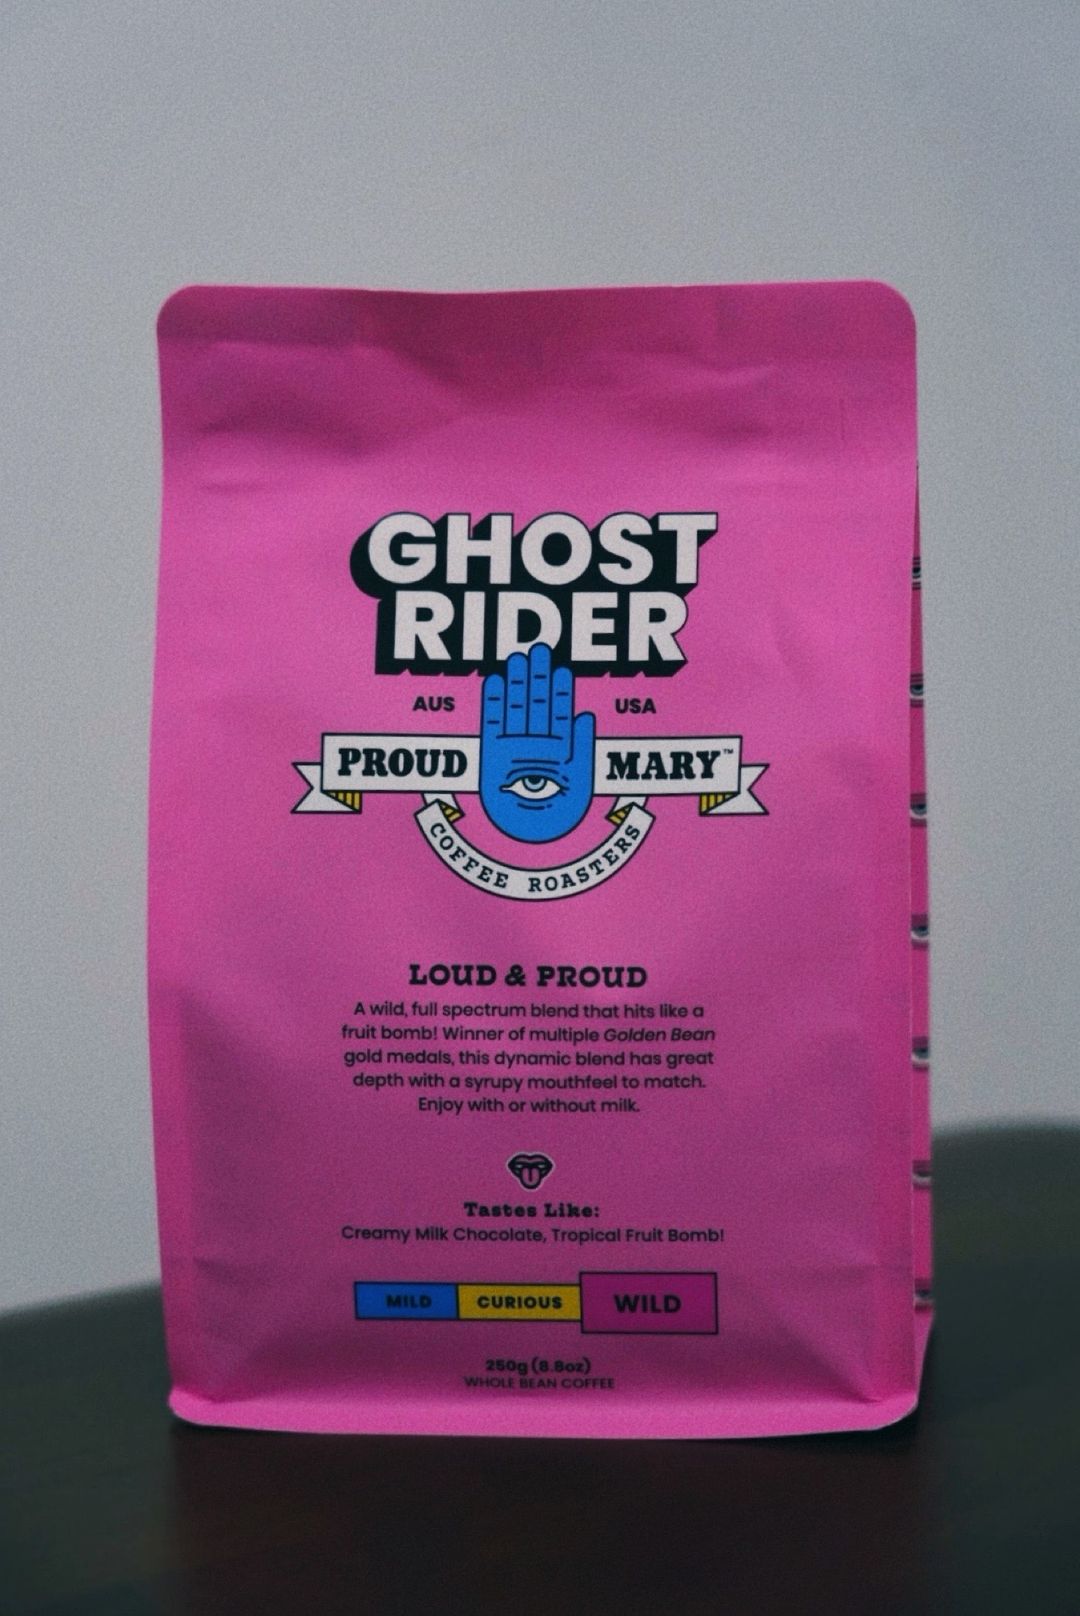 GHOST
RIDER
AUS USA
PROUD MARY™
COFFEE ROASTERS
LOUD & PROUD
A wild, full spectrum blend that hits like a
fruit bomb! Winner of multiple Golden Bean
gold medals, this dynamic blend has great
depth with a syrupy mouthfeel to match.
Enjoy with or without milk.
Tastes Like:
Creamy Milk Chocolate, Tropical Fruit Bomb!
MILD CURIOUS WILD
250g (8.8oz)
WHOLE BEAN COFFEE